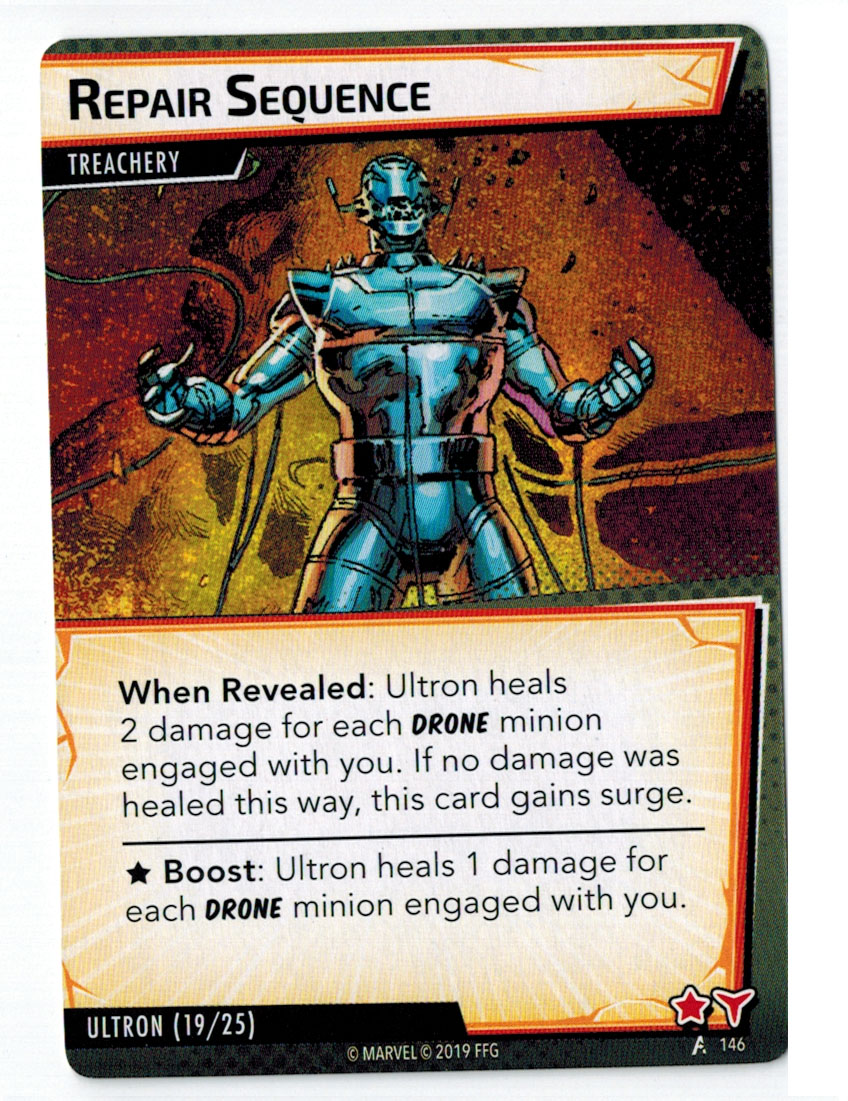 REPAIR SEQUENCE
TREACHERY
When Revealed: Ultron heals
2 damage for each DRONE minion
engaged with you. If no damage was
healed this way, this card gains surge.
★ Boost: Ultron heals 1 damage for
each DRONE minion engaged with you.
ULTRON (19/25)
© MARVEL © 2019 FFG
146